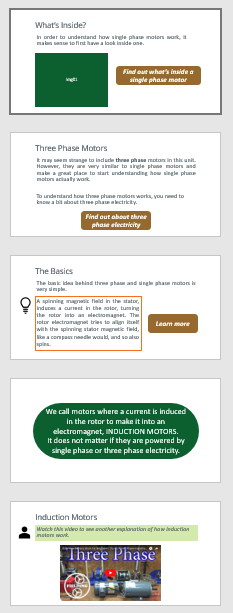 What's Inside?
In order to understand how single phase motors work, it
makes sense to first have a look inside one.
Find out what's inside a
single phase motor
Three Phase Motors
It may seem strange to include three phase motors in this unit.
However, they are very similar to single phase motors and
make a great place to start understanding how single phase
motors actually work.
To understand how three phase motors works, you need to
know a bit about three phase electricity.
Find out about three
phase electricity
The Basics
The basic idea behind three phase and single phase motors is
very simple.
A spinning magnetic field in the stator,
induces a current in the rotor, turning
the rotor into an electromagnet. The
rotor electromagnet tries to align itself
with the spinning stator magnetic field,
like a compass needle would, and so also
spins.
Learn more
We call motors where a current is induced
in the rotor to make it into an
electromagnet, INDUCTION MOTORS.
It does not matter if they are powered by
single phase or three phase electricity.
Induction Motors
Watch this video to see another explanation of how induction
motors work.
Three Phase